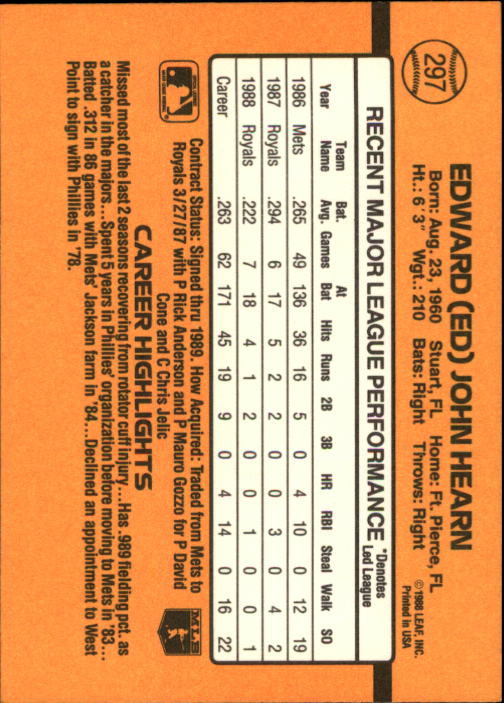 297
EDWARD (ED) JOHN HEARN
Born: Aug. 23, 1960 Stuart, FL Home: Ft. Pierce, FL
Ht.: 6'3" Wgt.: 210 Bats: Right Throws: Right
©1988 LEAF, INC.
Printed in USA
RECENT MAJOR LEAGUE PERFORMANCE *Denotes Led League
Year Team Name Bat. Avg. Games At Bat Hits Runs 2B 3B HR RBI Steal Walk SO
1986 Mets .265 49 136 36 16 5 0 4 10 0 12 19
1987 Royals .294 6 17 5 2 2 0 0 3 0 4 2
1988 Royals .222 7 18 4 1 2 0 0 1 0 0 1
Career .263 62 171 45 19 9 0 4 14 0 16 22
Contract Status: Signed thru 1989. How Acquired: Traded from Mets to
Royals 3/27/87 with P Rick Anderson and P Mauro Gozzo for P David
Cone and C Chris Jelic
MLB
CAREER HIGHLIGHTS
Missed most of the last 2 seasons recovering from rotator cuff injury...Has .989 fielding pct. as
a catcher in the majors...Spent 5 years in Phillies' organization before moving to Mets in '83...
Batted .312 in 86 games with Mets' Jackson farm in '84...Declined an appointment to West
Point to sign with Phillies in '78.